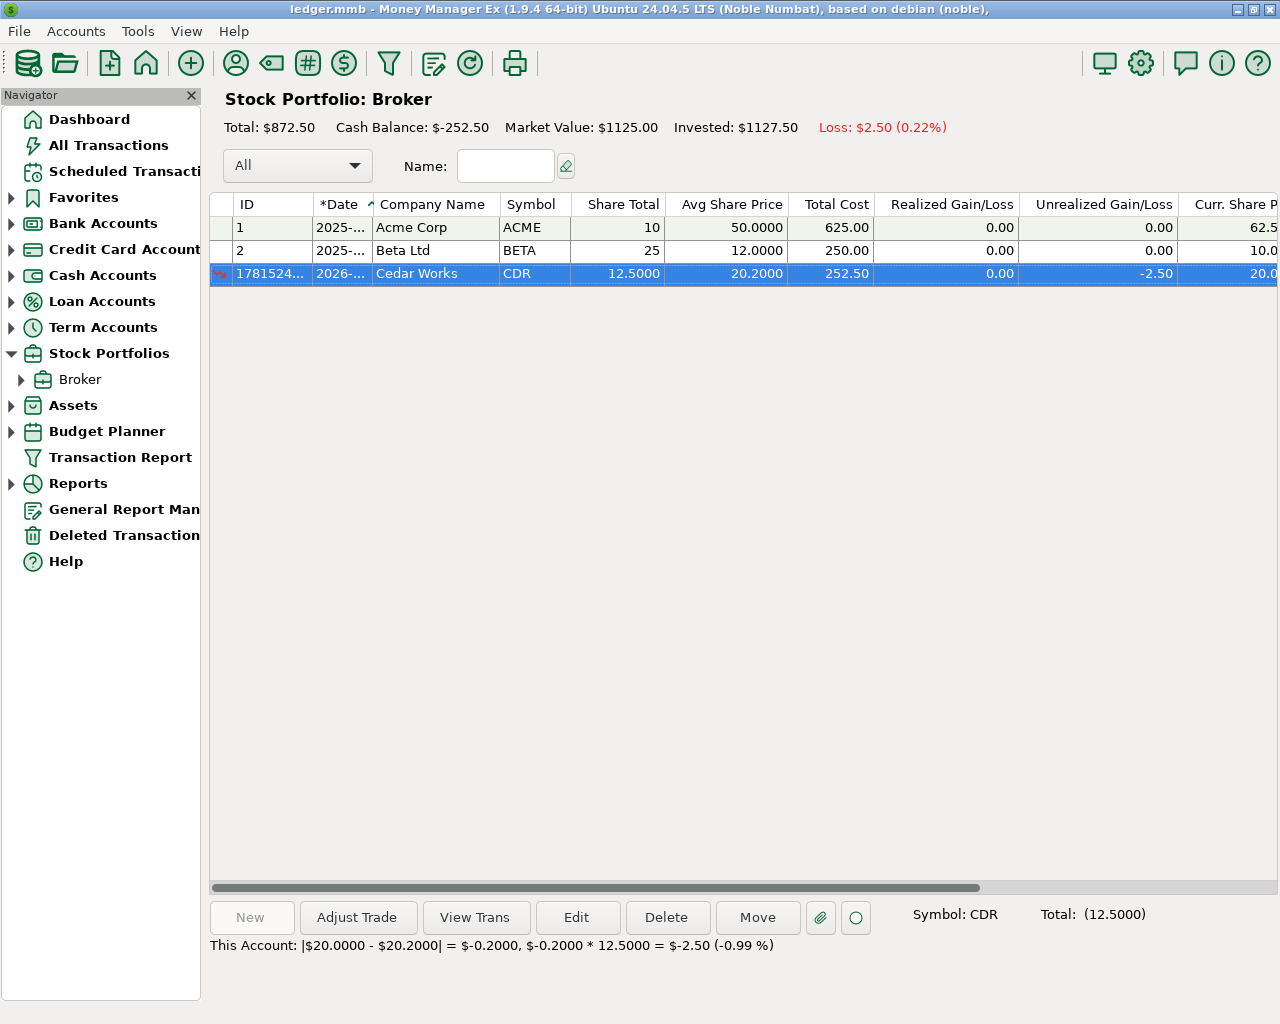 ledger.mmb - Money Manager Ex (1.9.4 64-bit) Ubuntu 24.04.5 LTS (Noble Numbat), based on debian (noble),
File Accounts Tools View Help
Navigator
Dashboard
All Transactions
Scheduled Transacti
Favorites
Bank Accounts
Credit Card Account
Cash Accounts
Loan Accounts
Term Accounts
Stock Portfolios
Broker
Assets
Budget Planner
Transaction Report
Reports
General Report Man
Deleted Transaction
Help
Stock Portfolio: Broker
Total: $872.50 Cash Balance: $-252.50 Market Value: $1125.00 Invested: $1127.50 Loss: $2.50 (0.22%)
All Name:
ID *Date Company Name Symbol Share Total Avg Share Price Total Cost Realized Gain/Loss Unrealized Gain/Loss Curr. Share P
1 2025-... Acme Corp ACME 10 50.0000 625.00 0.00 0.00 62.5
2 2025-... Beta Ltd BETA 25 12.0000 250.00 0.00 0.00 10.0
1781524... 2026-... Cedar Works CDR 12.5000 20.2000 252.50 0.00 -2.50 20.0
New Adjust Trade View Trans Edit Delete Move Symbol: CDR Total: (12.5000)
This Account: |$20.0000 - $20.2000| = $-0.2000, $-0.2000 * 12.5000 = $-2.50 (-0.99 %)